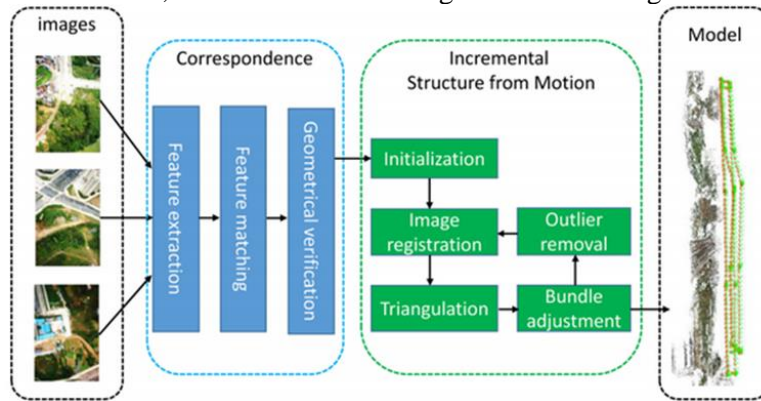 images
Correspondence
Feature extraction
Feature matching
Geometrical verification
Incremental
Structure from Motion
Initialization
Image
registration
Triangulation
Outlier
removal
Bundle
adjustment
Model